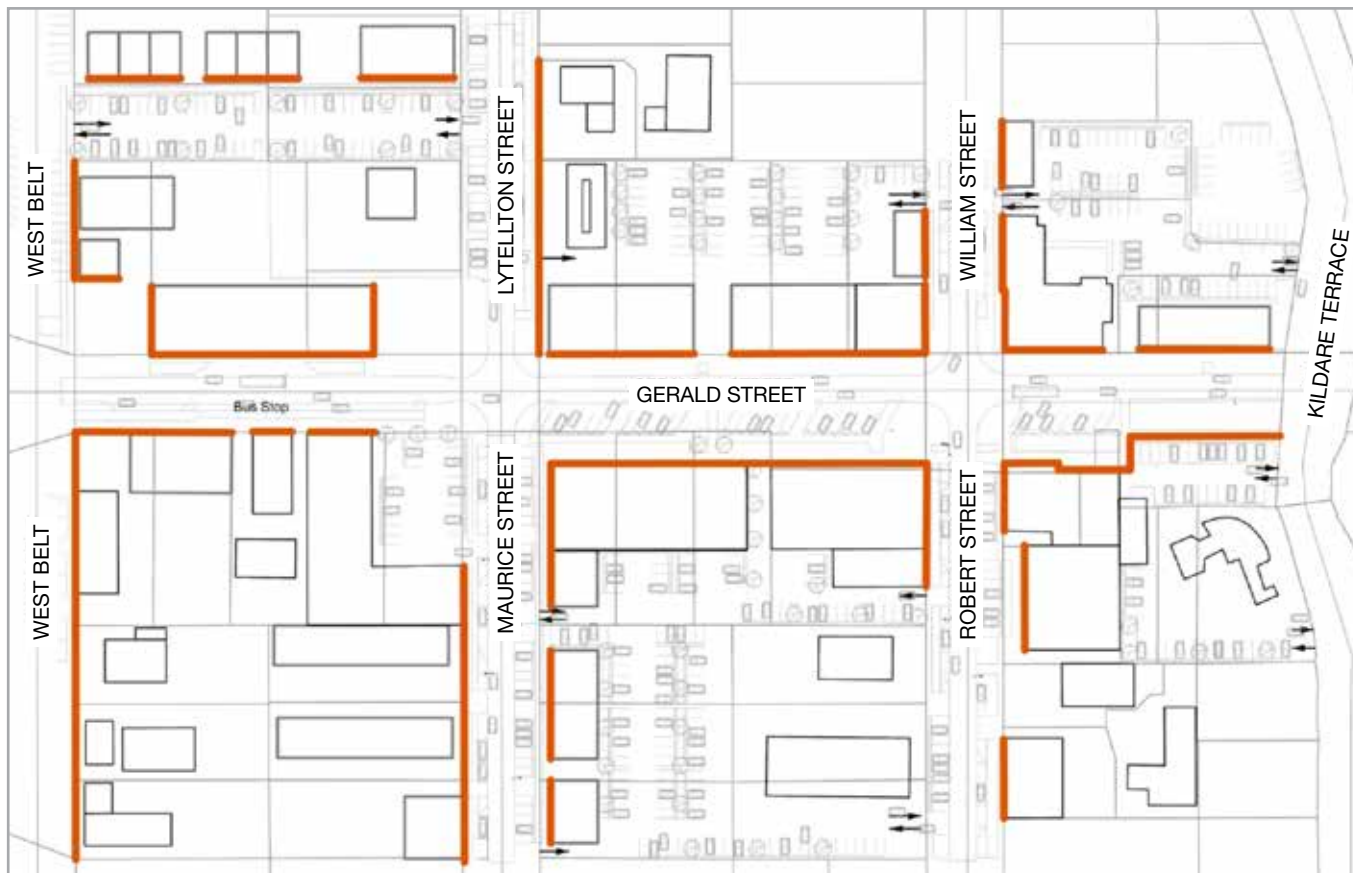 WEST BELT
LYTELLTON STREET
WILLIAM STREET
KILDARE TERRACE
GERALD STREET
Bus Stop
WEST BELT
MAURICE STREET
ROBERT STREET